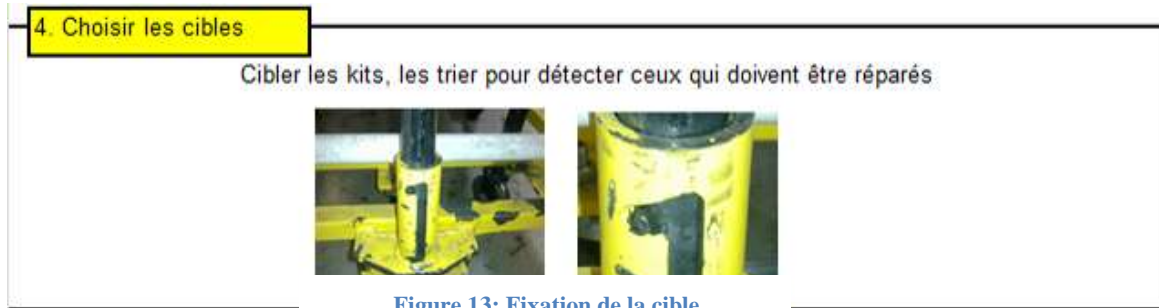 4. Choisir les cibles
Cibler les kits, les trier pour détecter ceux qui doivent être réparés
Figure 13: Fixation de la cible